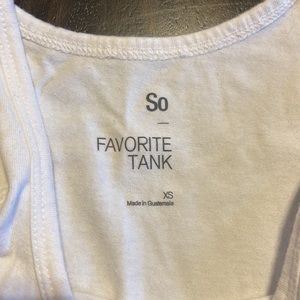 So
FAVORITE
TANK
XS
Made in Guatemala